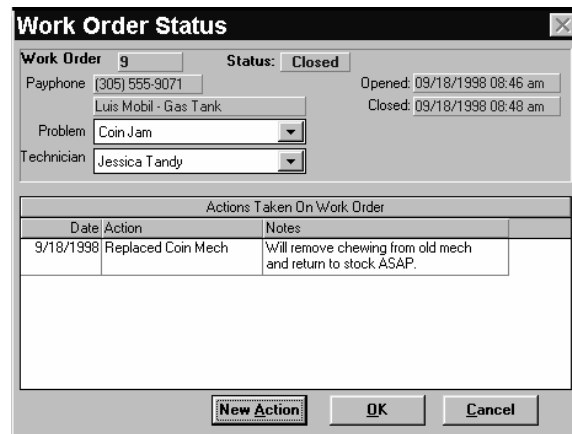 Work Order Status
Work Order 9 Status: Closed
Payphone (305) 555-9071 Opened: 09/18/1998 08:46 am
Luis Mobil - Gas Tank Closed: 09/18/1998 08:48 am
Problem Coin Jam
Technician Jessica Tandy
Actions Taken On Work Order
Date Action Notes
9/18/1998 Replaced Coin Mech Will remove chewing from old mech
and return to stock ASAP.
New Action OK Cancel